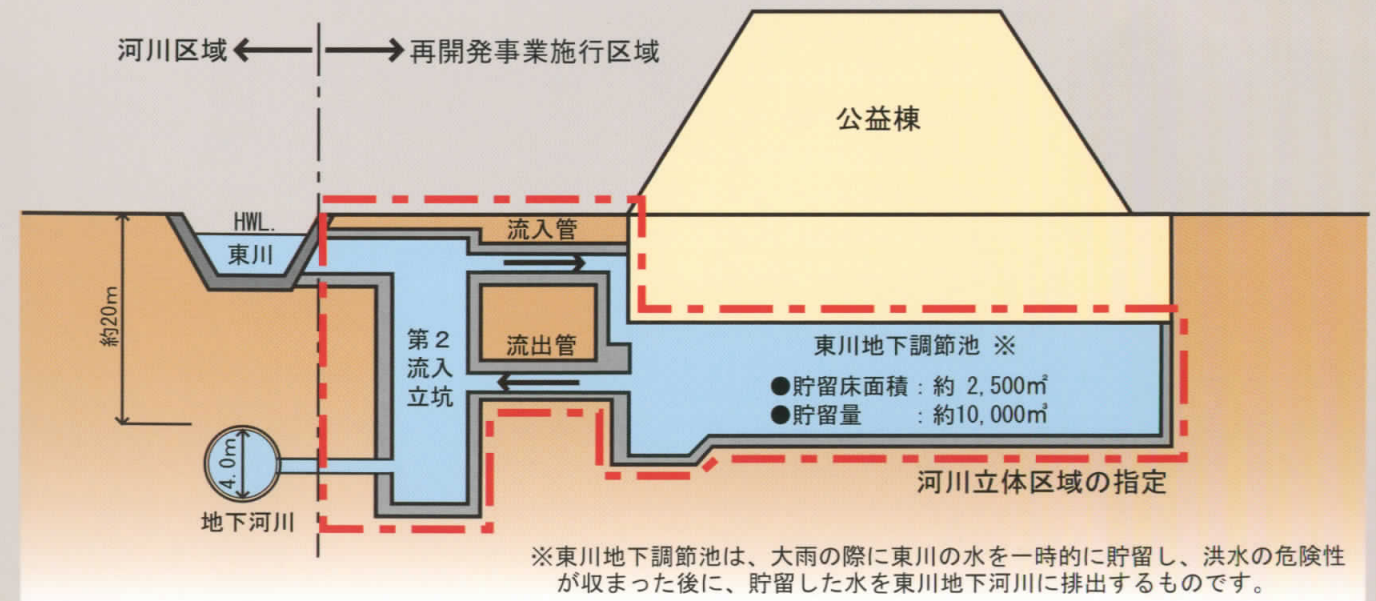 河川区域
再開発事業施行区域
公益棟
HWL.
東川
流入管
約20m
第2
流入
立坑
流出管
東川地下調節池 ※
●貯留床面積：約 2,500㎡
●貯留量　　：約10,000㎥
4.0m
地下河川
河川立体区域の指定
※東川地下調節池は、大雨の際に東川の水を一時的に貯留し、洪水の危険性
が収まった後に、貯留した水を東川地下河川に排出するものです。